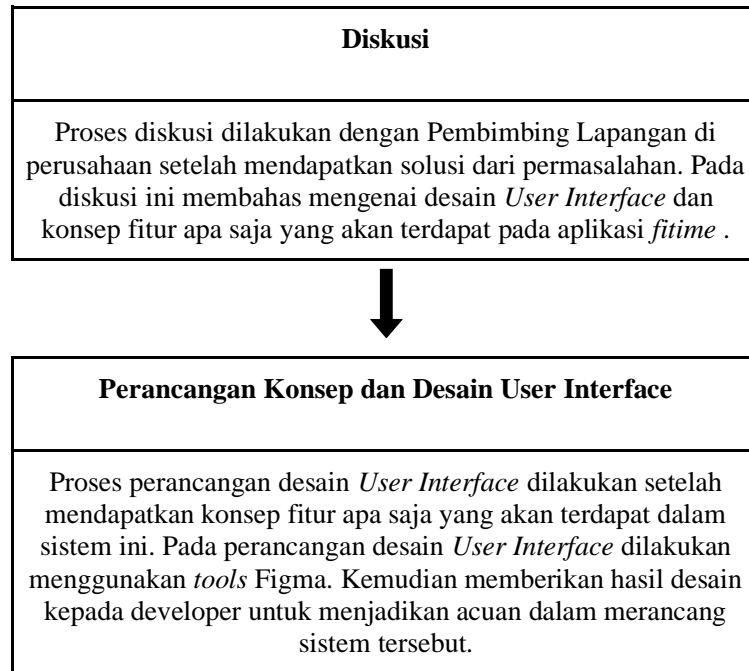 Diskusi
Proses diskusi dilakukan dengan Pembimbing Lapangan di
perusahaan setelah mendapatkan solusi dari permasalahan. Pada
diskusi ini membahas mengenai desain User Interface dan
konsep fitur apa saja yang akan terdapat pada aplikasi fitime .
Perancangan Konsep dan Desain User Interface
Proses perancangan desain User Interface dilakukan setelah
mendapatkan konsep fitur apa saja yang akan terdapat dalam
sistem ini. Pada perancangan desain User Interface dilakukan
menggunakan tools Figma. Kemudian memberikan hasil desain
kepada developer untuk menjadikan acuan dalam merancang
sistem tersebut.